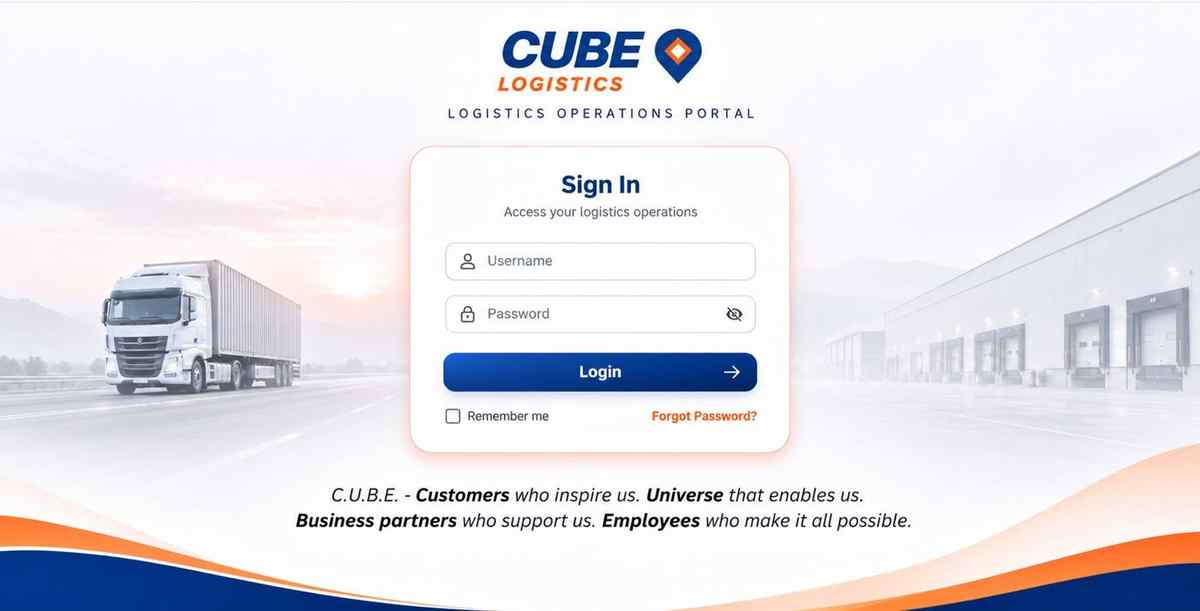 CUBE
LOGISTICS
LOGISTICS OPERATIONS PORTAL
Sign In
Access your logistics operations
Username
Password
Login
Remember me
Forgot Password?
C.U.B.E. - Customers who inspire us. Universe that enables us.
Business partners who support us. Employees who make it all possible.